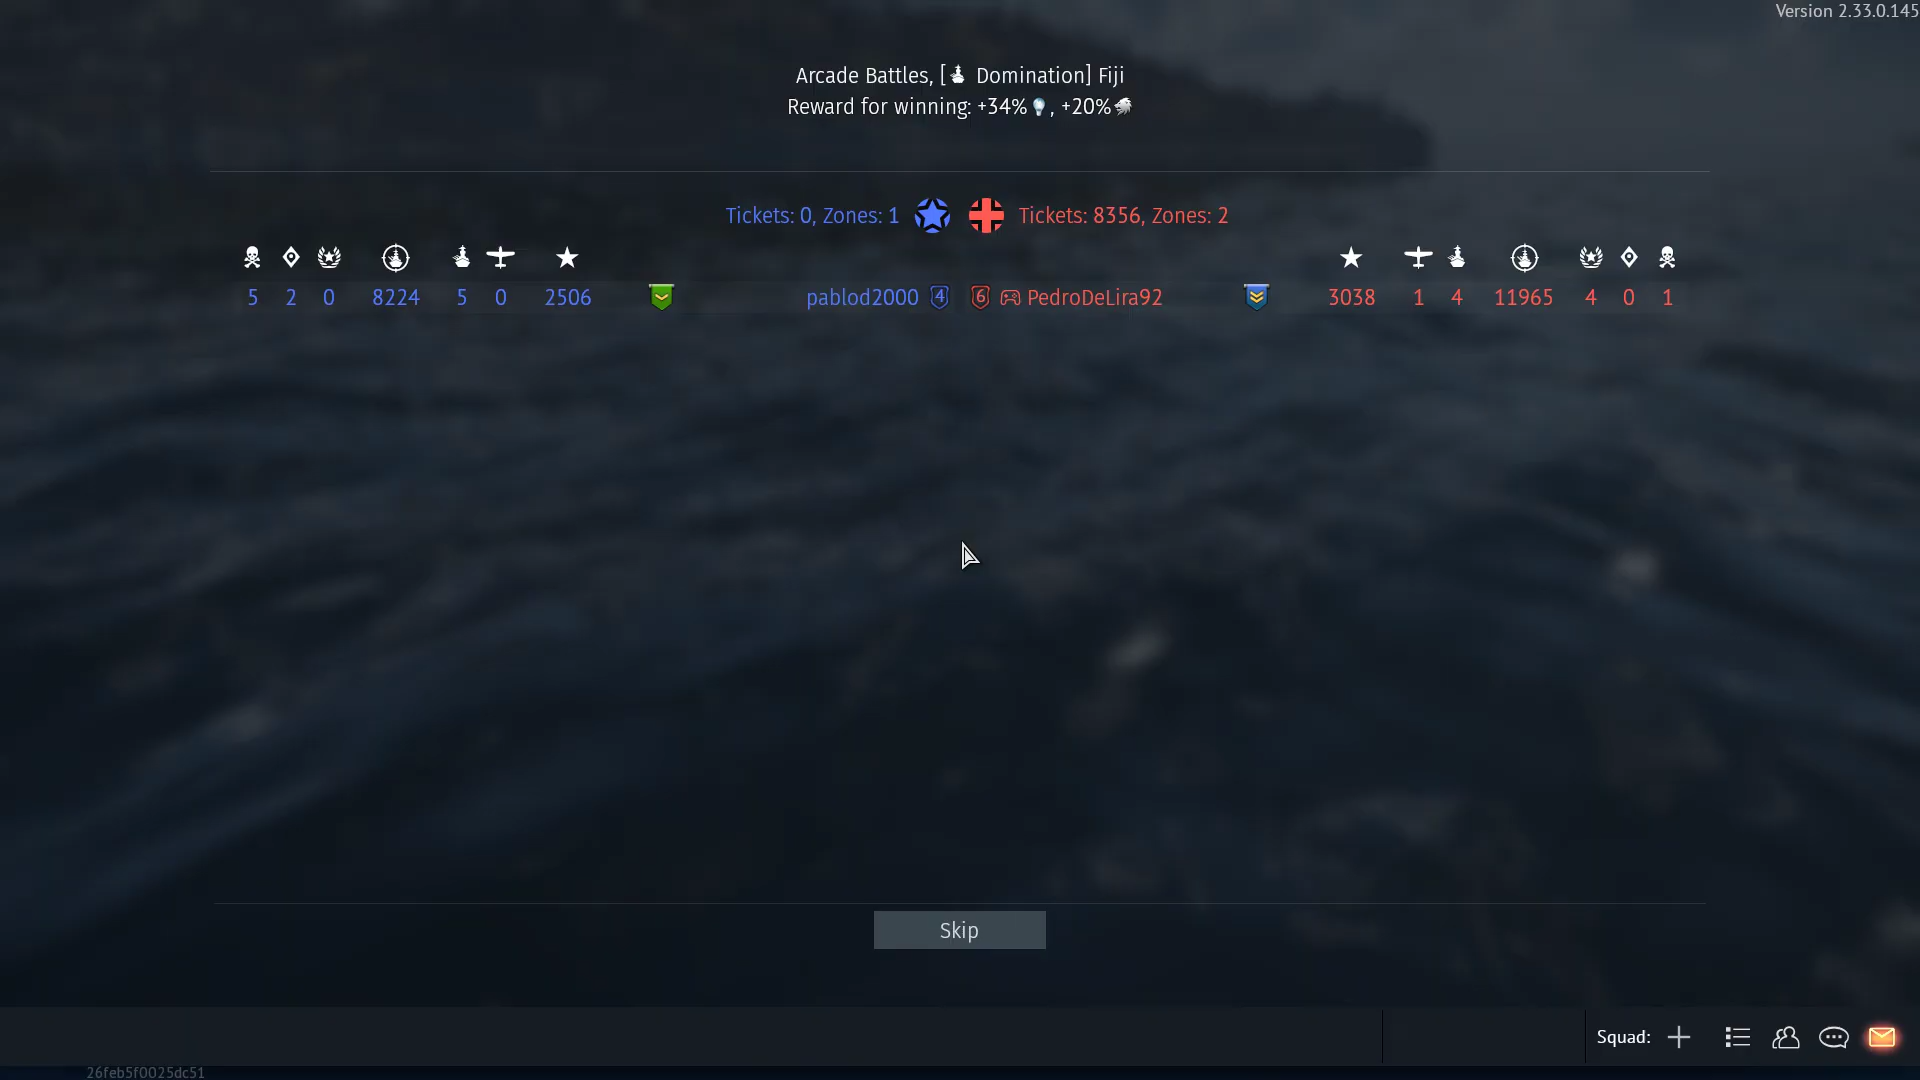 Version 2.33.0.145
Arcade Battles, [ Domination] Fiji
Reward for winning: +34% , +20%
Tickets: 0, Zones: 1 Tickets: 8356, Zones: 2
5 2 0 8224 5 0 2506 pablod2000 4 6 PedroDeLira92 3038 1 4 11965 4 0 1
Skip
Squad:
26feb5f0025dc51